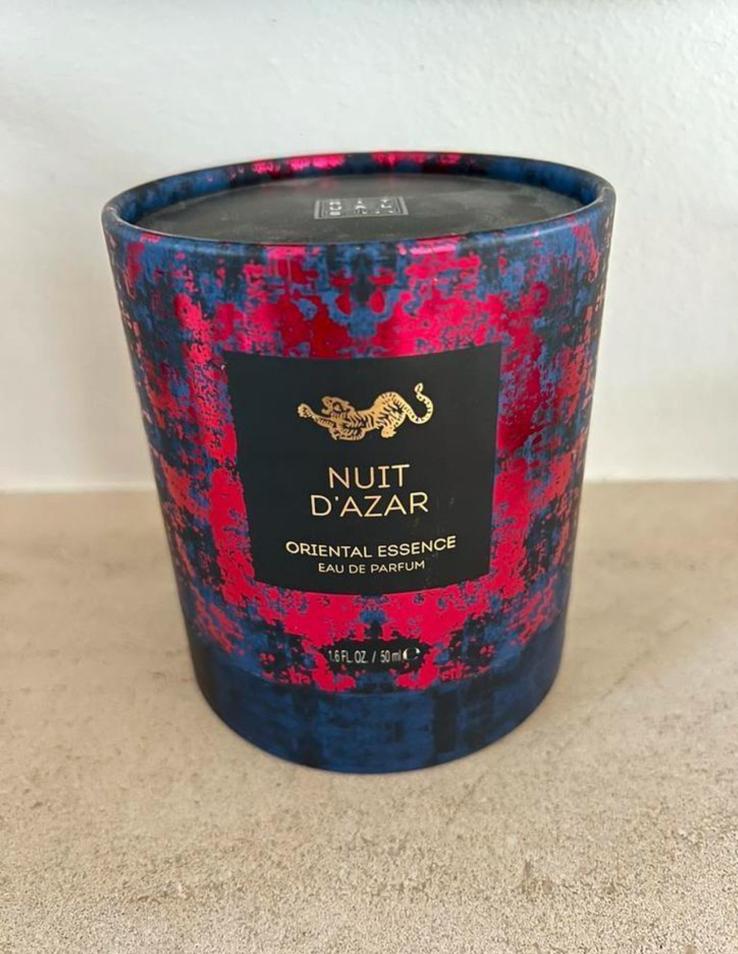 NUIT
D'AZAR
ORIENTAL ESSENCE
EAU DE PARFUM
1.6 FL. OZ. / 50 ml ℮